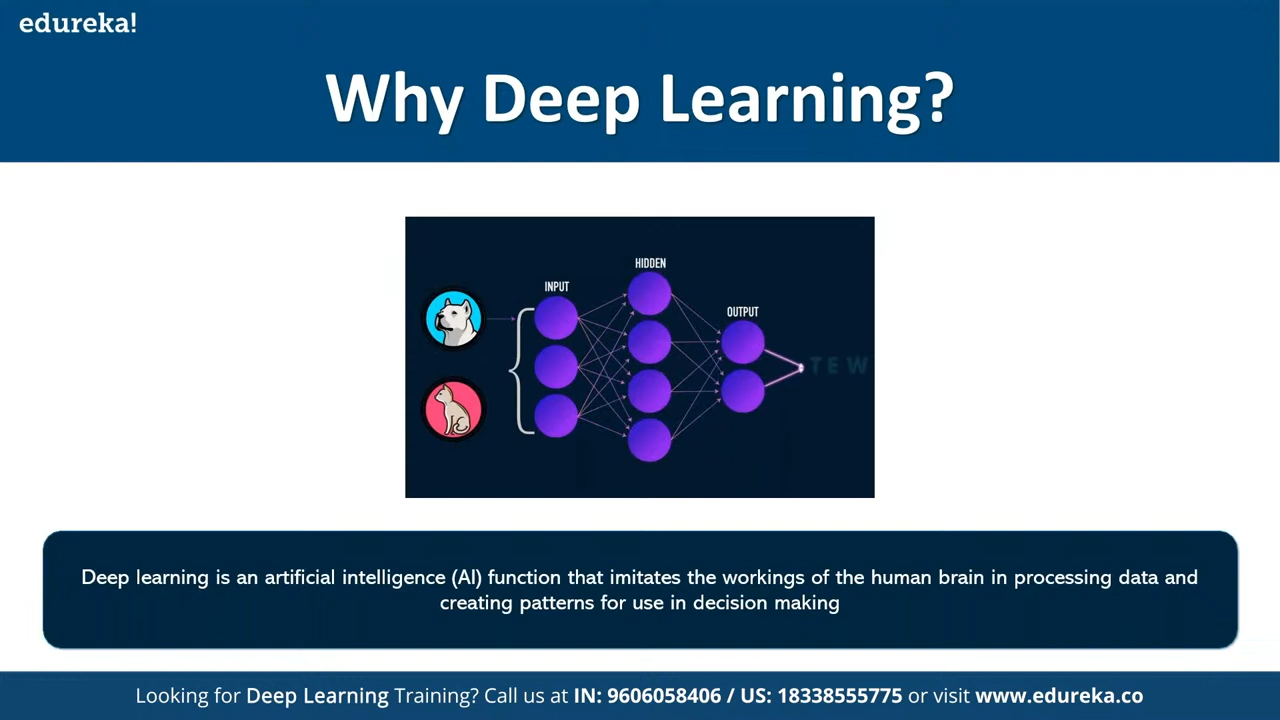 edureka!
Why Deep Learning?
HIDDEN
INPUT
OUTPUT
Deep learning is an artificial intelligence (AI) function that imitates the workings of the human brain in processing data and
creating patterns for use in decision making
Looking for Deep Learning Training? Call us at IN: 9606058406 / US: 18338555775 or visit www.edureka.co